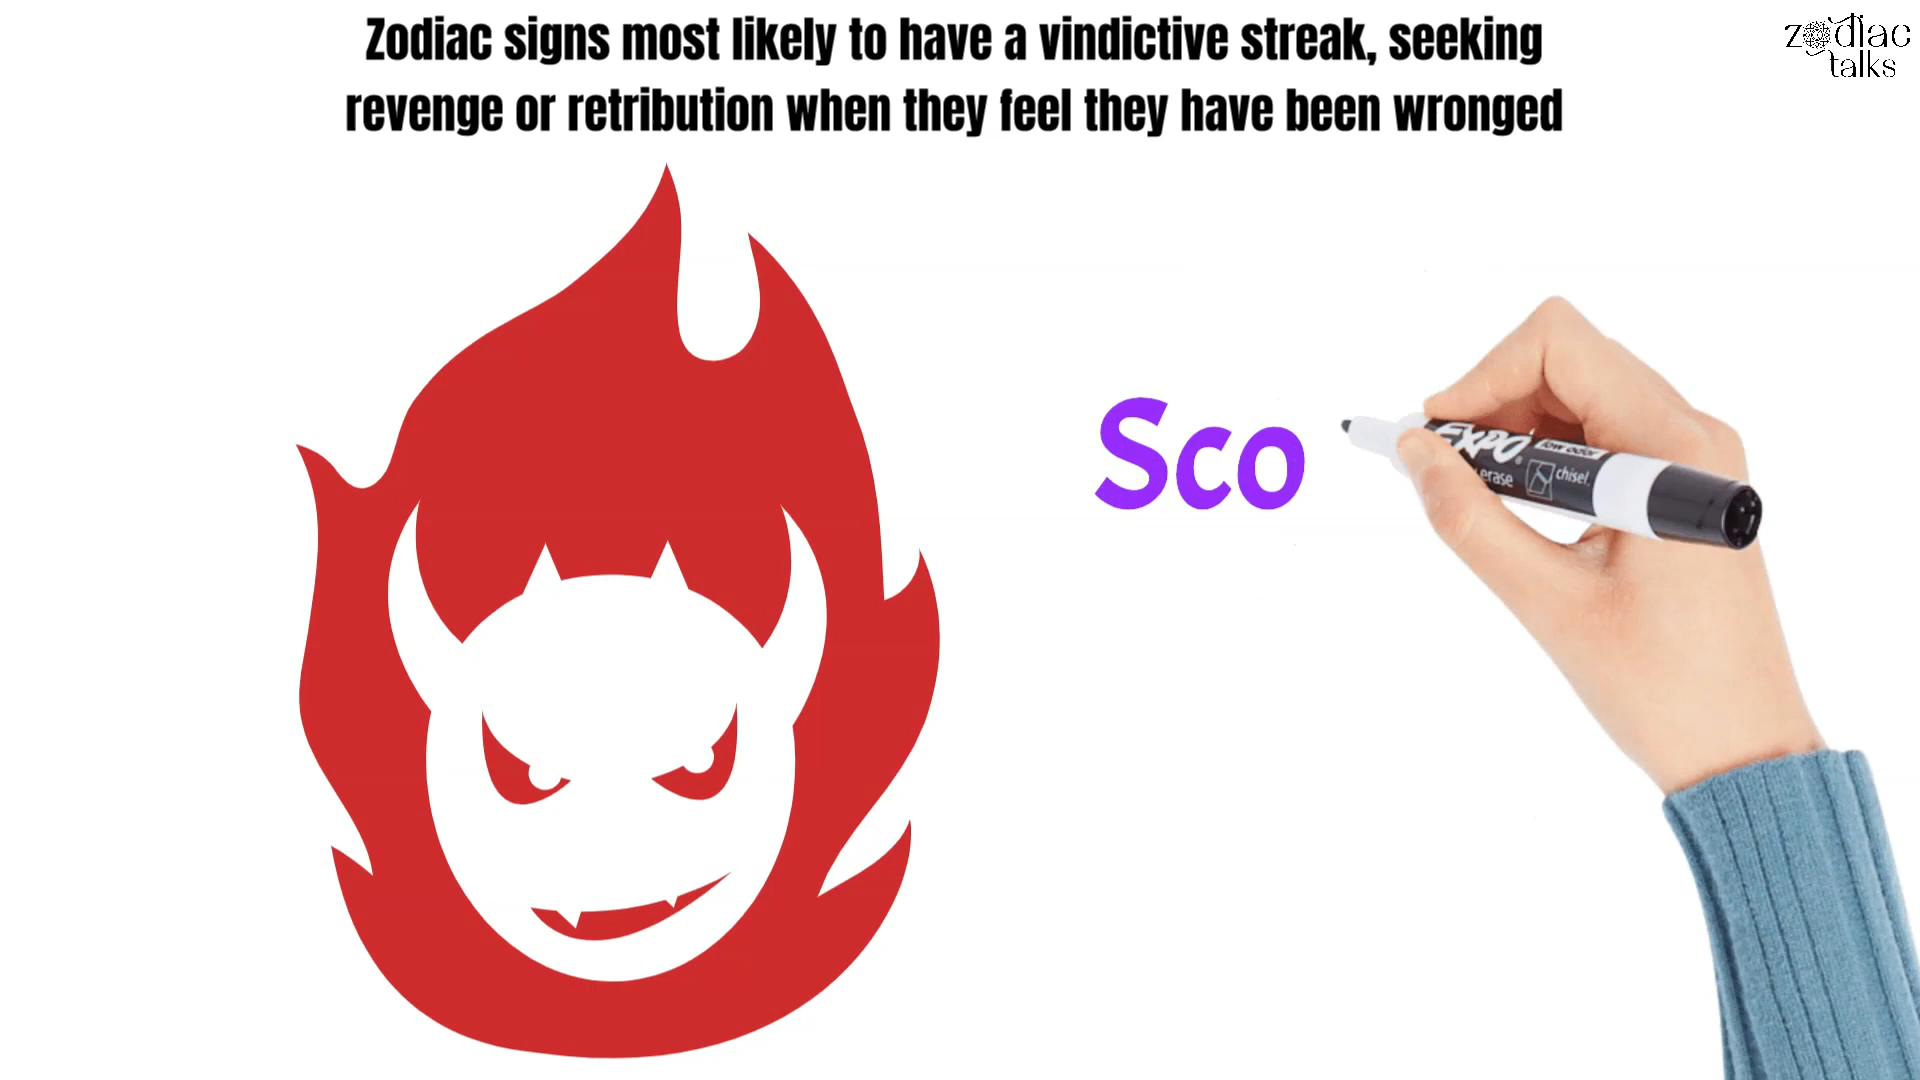 Zodiac signs most likely to have a vindictive streak, seeking
revenge or retribution when they feel they have been wronged
zodiac
talks
Sco
EXPO®
low odor
erase
chisel